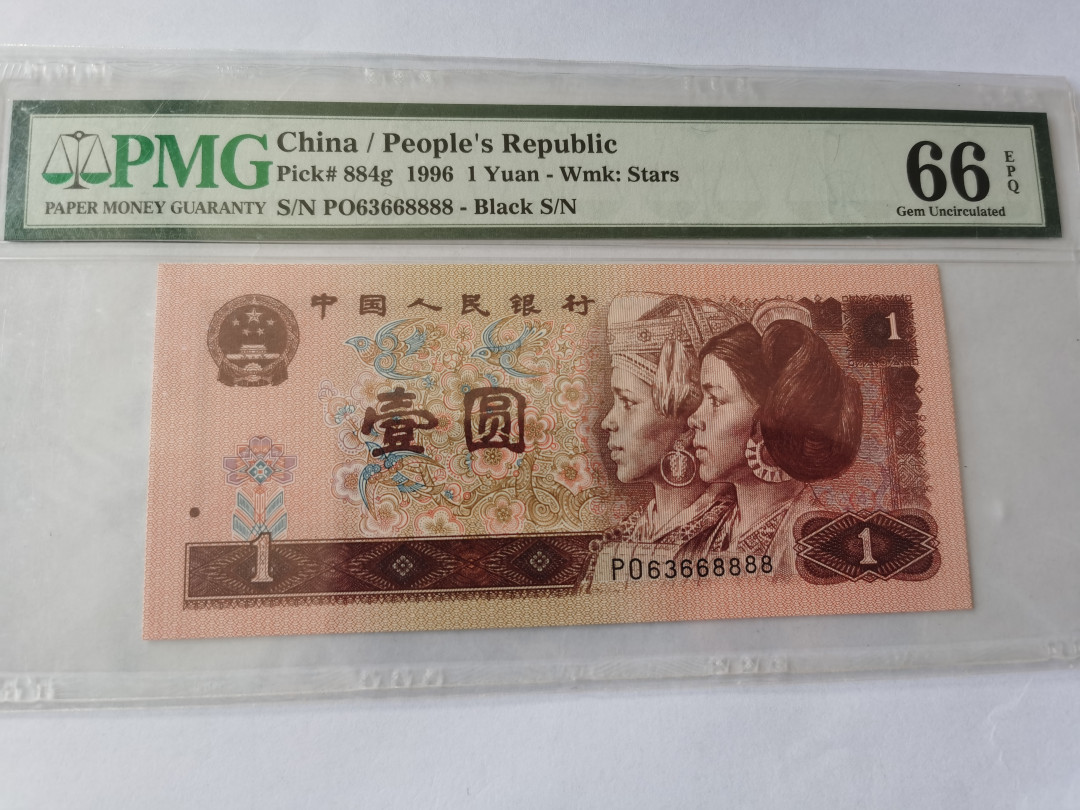 PMG
PAPER MONEY GUARANTY
China / People's Republic
Pick# 884g 1996 1 Yuan - Wmk: Stars
S/N PO63668888 - Black S/N
66 EPQ
Gem Uncirculated
中国人民银行
1
壹圆
1
PO63668888
1